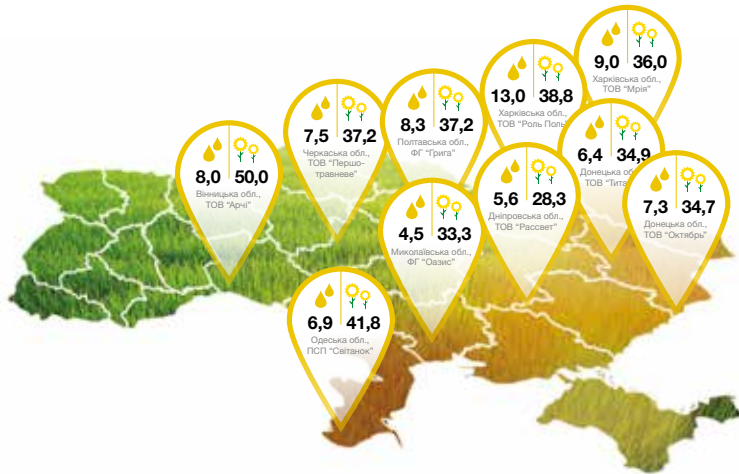 9,0 36,0
Харківська обл.,
ТОВ "Мрія"
13,0 38,8
Харківська обл.,
ТОВ "Роль Поль"
8,3 37,2
Полтавська обл.,
ФГ "Грига"
7,5 37,2
Черкаська обл.,
ТОВ "Першо-
травневе"
8,0 50,0
Вінницька обл.,
ТОВ "Арчі"
6,4 34,9
Донецька
ТОВ
7,3 34,7
Донецька обл.,
ТОВ "Октябрь"
5,6 28,3
Дніпровська обл.,
ТОВ "Рассвет"
4,5 33,3
Миколаївська обл.,
ФГ "Оазис"
6,9 41,8
Одеська обл.,
ПСП "Світанок"